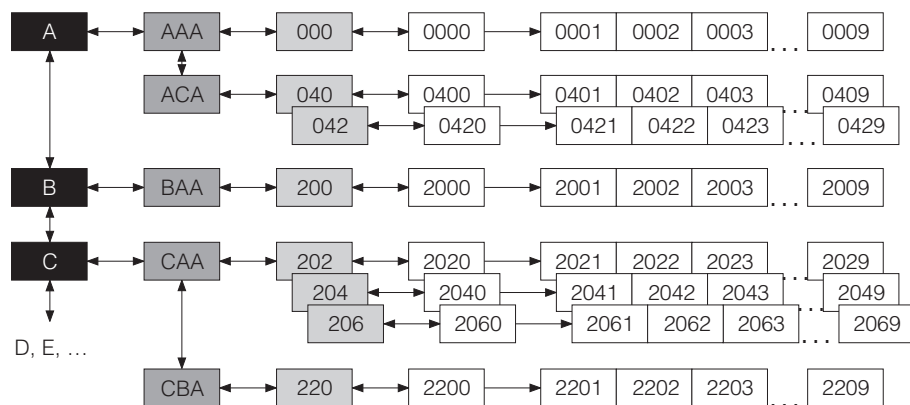 A AAA 000 0000 0001 0002 0003 ... 0009
ACA 040 0400 0401 0402 0403 ... 0409
042 0420 0421 0422 0423 ... 0429
B BAA 200 2000 2001 2002 2003 ... 2009
C CAA 202 2020 2021 2022 2023 ... 2029
204 2040 2041 2042 2043 ... 2049
206 2060 2061 2062 2063 ... 2069
D, E, ...
CBA 220 2200 2201 2202 2203 ... 2209